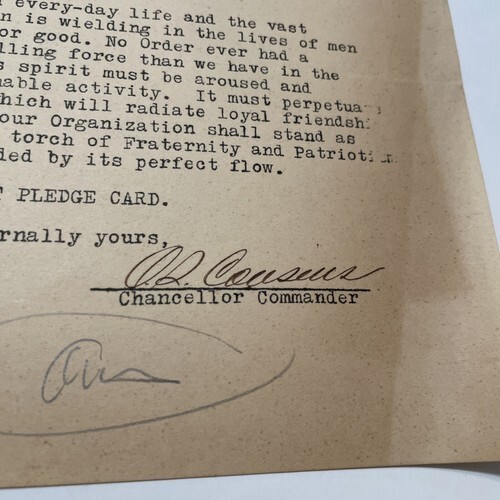 every-day life and the vast
n is wielding in the lives of men
or good. No Order ever had a
lling force than we have in the
s spirit must be aroused and
nable activity. It must perpetua
hich will radiate loyal friendsh
our Organization shall stand as
torch of Fraternity and Patriot
ded by its perfect flow.
T PLEDGE CARD.
rnally yours,
O. L. Cousens
Chancellor Commander